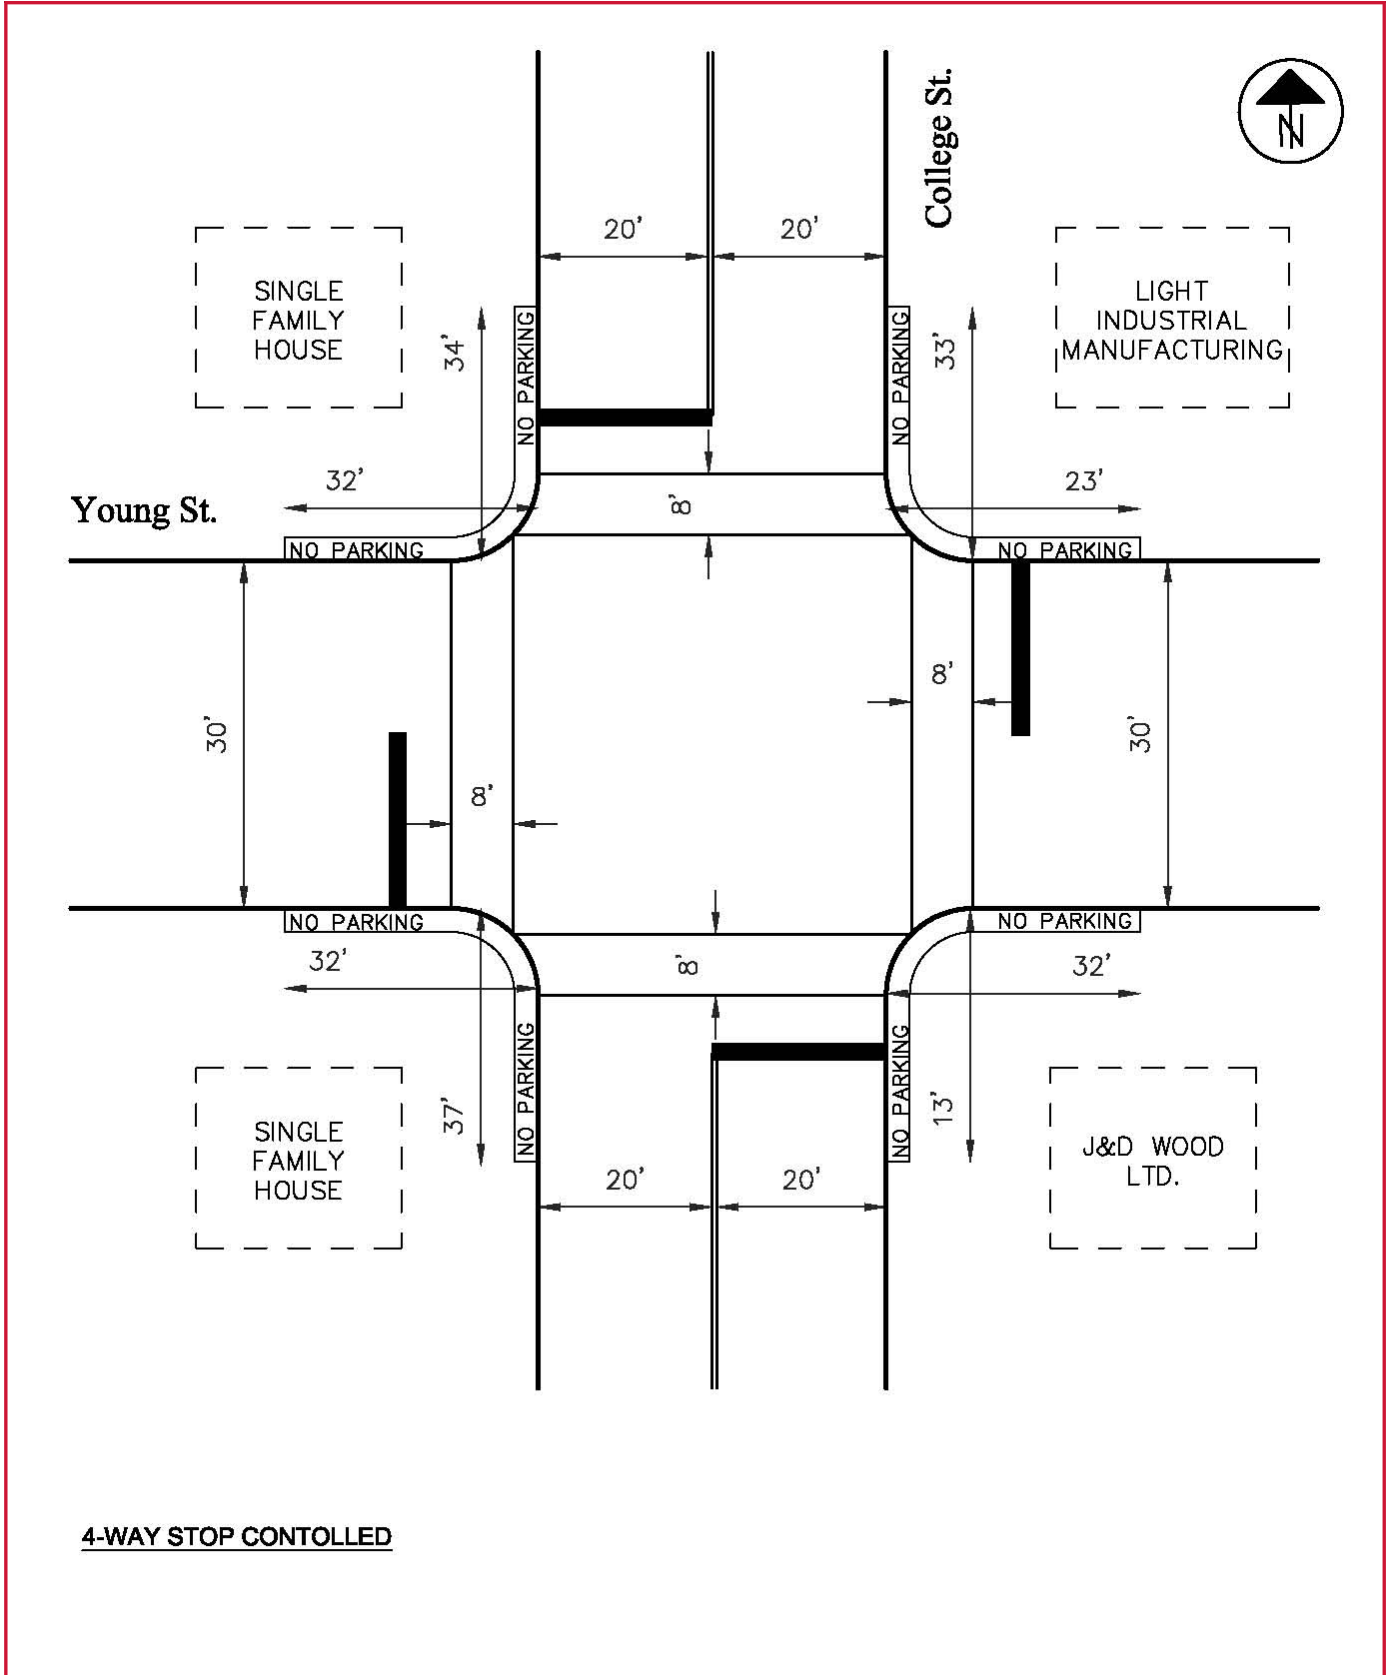 College St.
N
20'
20'
SINGLE
FAMILY
HOUSE
LIGHT
INDUSTRIAL
MANUFACTURING
34'
NO PARKING
NO PARKING
33'
32'
23'
Young St.
8'
NO PARKING
NO PARKING
30'
8'
30'
8'
NO PARKING
NO PARKING
32'
8'
32'
NO PARKING
NO PARKING
37'
13'
SINGLE
FAMILY
HOUSE
J&D WOOD
LTD.
20'
20'
4-WAY STOP CONTOLLED